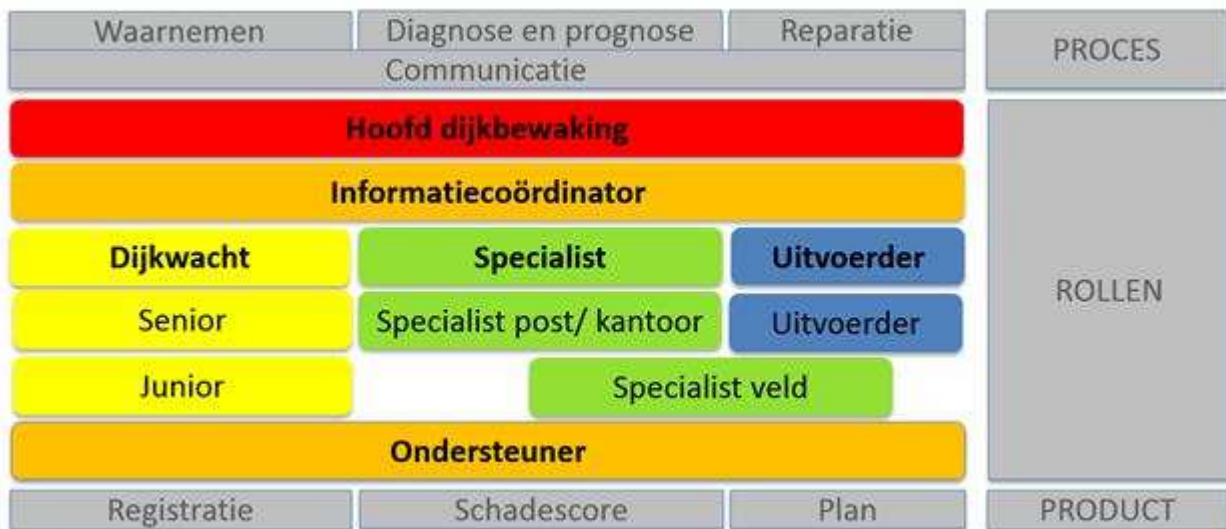 Waarnemen Diagnose en prognose Reparatie PROCES
Communicatie
Hoofd dijkbewaking
Informatiecoördinator
Dijkwacht Specialist Uitvoerder
ROLLEN
Senior Specialist post/ kantoor Uitvoerder
Junior Specialist veld
Ondersteuner
Registratie Schadescore Plan PRODUCT